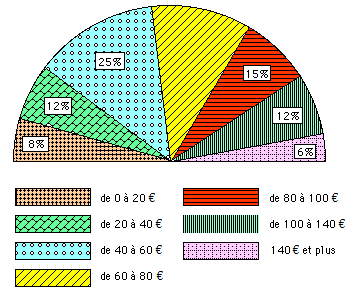 25%
15%
12%
12%
8%
6%
de 0 à 20 €
de 80 à 100 €
de 20 à 40 €
de 100 à 140 €
de 40 à 60 €
140 € et plus
de 60 à 80 €